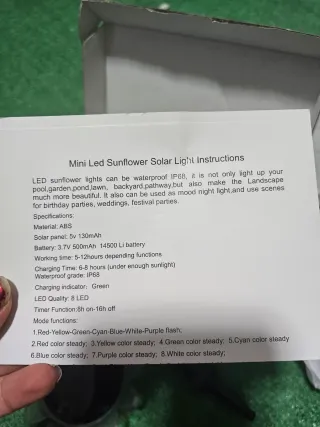 Mini Led Sunflower Solar Light Instructions
LED sunflower lights can be waterproof IP68, it is not only light up your
pool,garden,pond,lawn, backyard,pathway,but also make the Landscape
much more beautiful. It also can be used as mood night light,and use scenes
for birthday parties, weddings, festival parties.
Specifications:
Material: ABS
Solar panel: 5v 130mAh
Battery: 3.7V 500mAh 14500 Li battery
Working time: 5-12hours depending functions
Charging Time: 6-8 hours (under enough sunlight)
Waterproof grade: IP68
Charging indicator: Green
LED Quality: 8 LED
Timer Function:8h on-16h off
Mode functions:
1.Red-Yellow-Green-Cyan-Blue-White-Purple flash;
2.Red color steady; 3.Yellow color steady; 4.Green color steady; 5.Cyan color steady
6.Blue color steady; 7.Purple color steady; 8.White color steady;